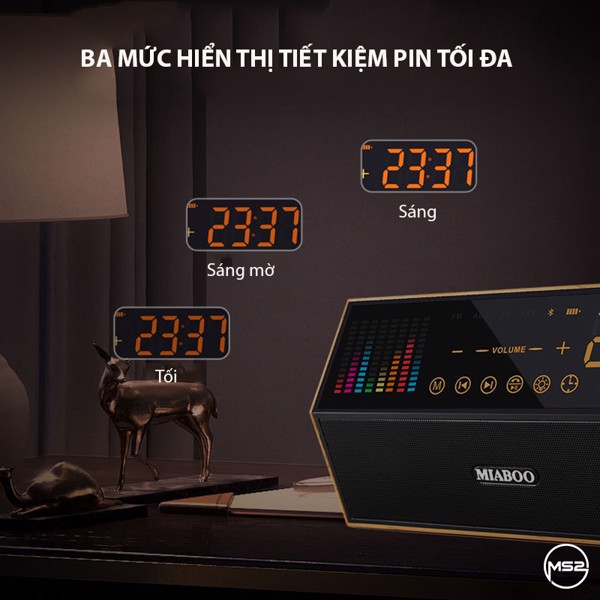 BA MỨC HIỂN THỊ TIẾT KIỆM PIN TỐI ĐA
23:37
Sáng
23:37
Sáng mờ
23:37
Tối
VOLUME
M
MIABOO
MS2